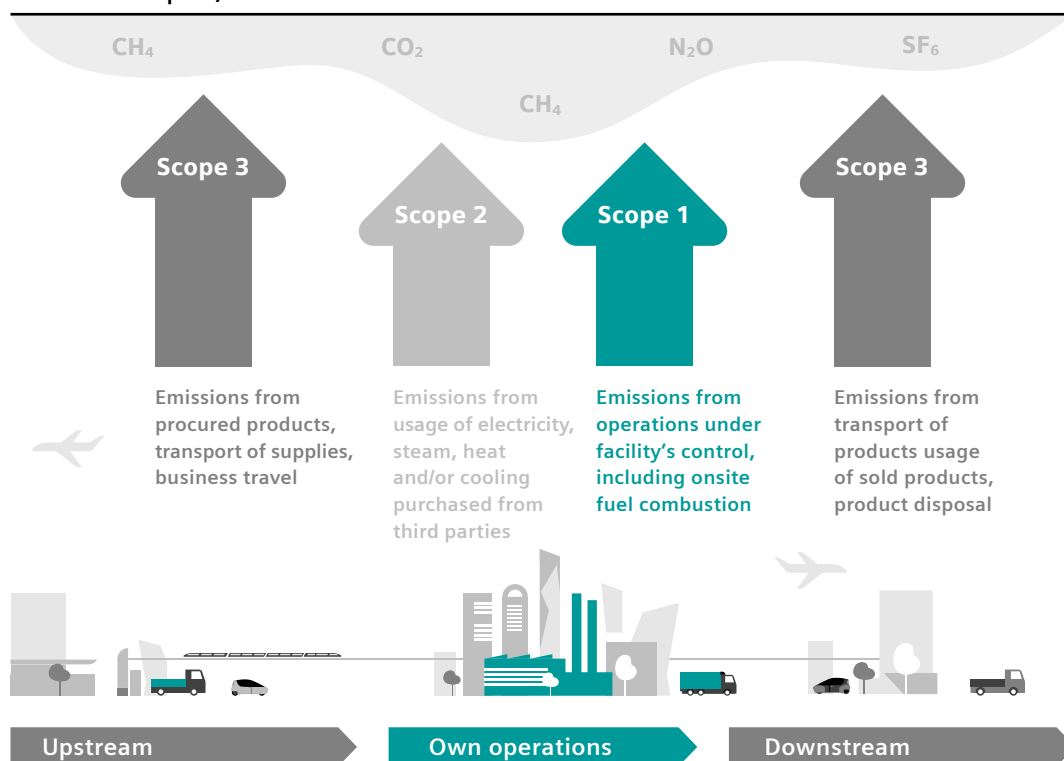 CH₄
CO₂
N₂O
SF₆
CH₄
Scope 3
Scope 2
Scope 1
Scope 3
Emissions from
procured products,
transport of supplies,
business travel
Emissions from
usage of electricity,
steam, heat
and/or cooling
purchased from
third parties
Emissions from
operations under
facility’s control,
including onsite
fuel combustion
Emissions from
transport of
products usage
of sold products,
product disposal
Upstream
Own operations
Downstream